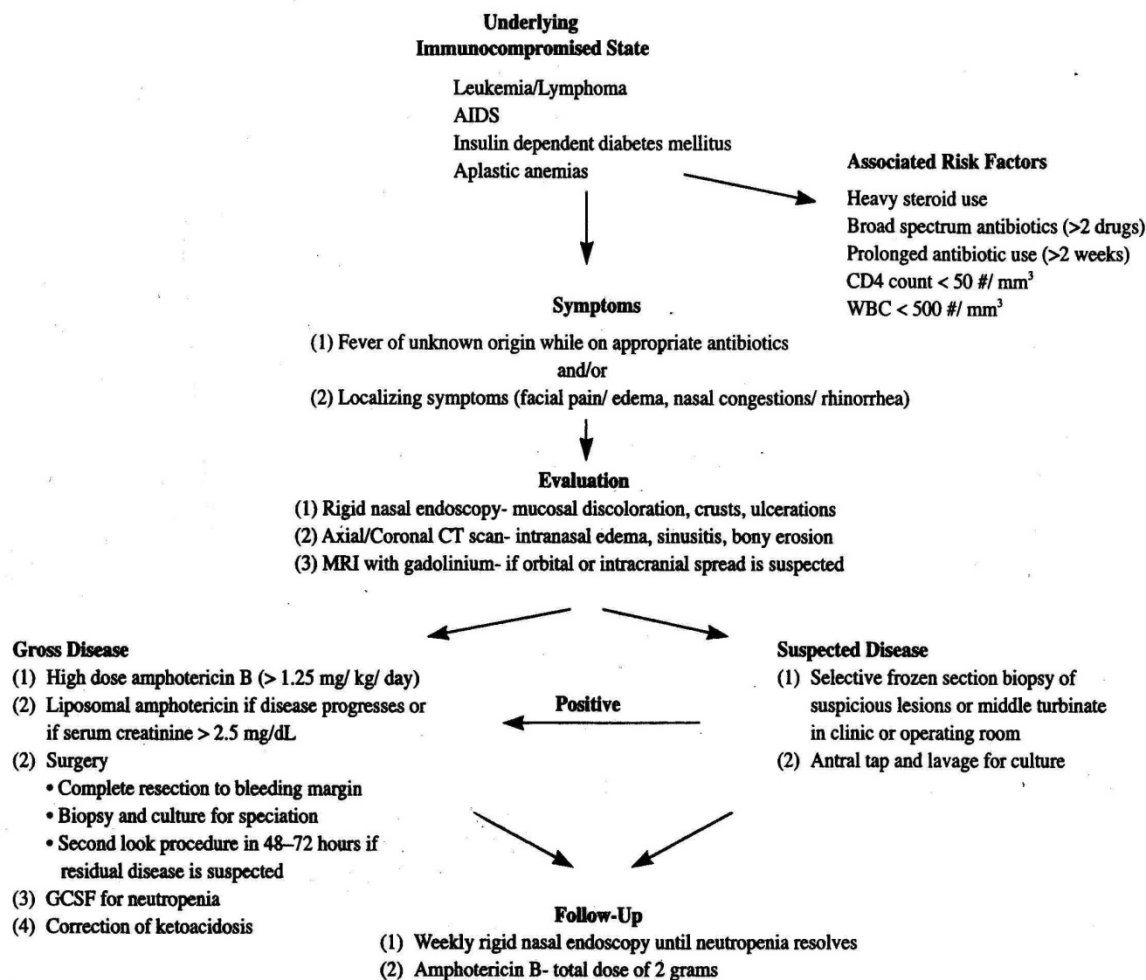 Underlying
Immunocompromised State
Leukemia/Lymphoma
AIDS
Insulin dependent diabetes mellitus
Aplastic anemias
Associated Risk Factors
Heavy steroid use
Broad spectrum antibiotics (>2 drugs)
Prolonged antibiotic use (>2 weeks)
CD4 count < 50 #/ mm³
WBC < 500 #/ mm³
Symptoms
(1) Fever of unknown origin while on appropriate antibiotics
and/or
(2) Localizing symptoms (facial pain/ edema, nasal congestions/ rhinorrhea)
Evaluation
(1) Rigid nasal endoscopy- mucosal discoloration, crusts, ulcerations
(2) Axial/Coronal CT scan- intranasal edema, sinusitis, bony erosion
(3) MRI with gadolinium- if orbital or intracranial spread is suspected
Gross Disease
(1) High dose amphotericin B (> 1.25 mg/ kg/ day)
(2) Liposomal amphotericin if disease progresses or
if serum creatinine > 2.5 mg/dL
(2) Surgery
• Complete resection to bleeding margin
• Biopsy and culture for speciation
• Second look procedure in 48–72 hours if
residual disease is suspected
(3) GCSF for neutropenia
(4) Correction of ketoacidosis
Positive
Suspected Disease
(1) Selective frozen section biopsy of
suspicious lesions or middle turbinate
in clinic or operating room
(2) Antral tap and lavage for culture
Follow-Up
(1) Weekly rigid nasal endoscopy until neutropenia resolves
(2) Amphotericin B- total dose of 2 grams